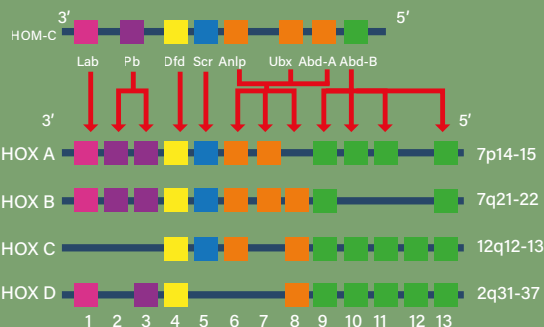 3′ 5′
HOM-C
Lab Pb Dfd Scr Anlp Ubx Abd-A Abd-B
3′ 5′
HOX A 7p14-15
HOX B 7q21-22
HOX C 12q12-13
HOX D 2q31-37
1 2 3 4 5 6 7 8 9 10 11 12 13